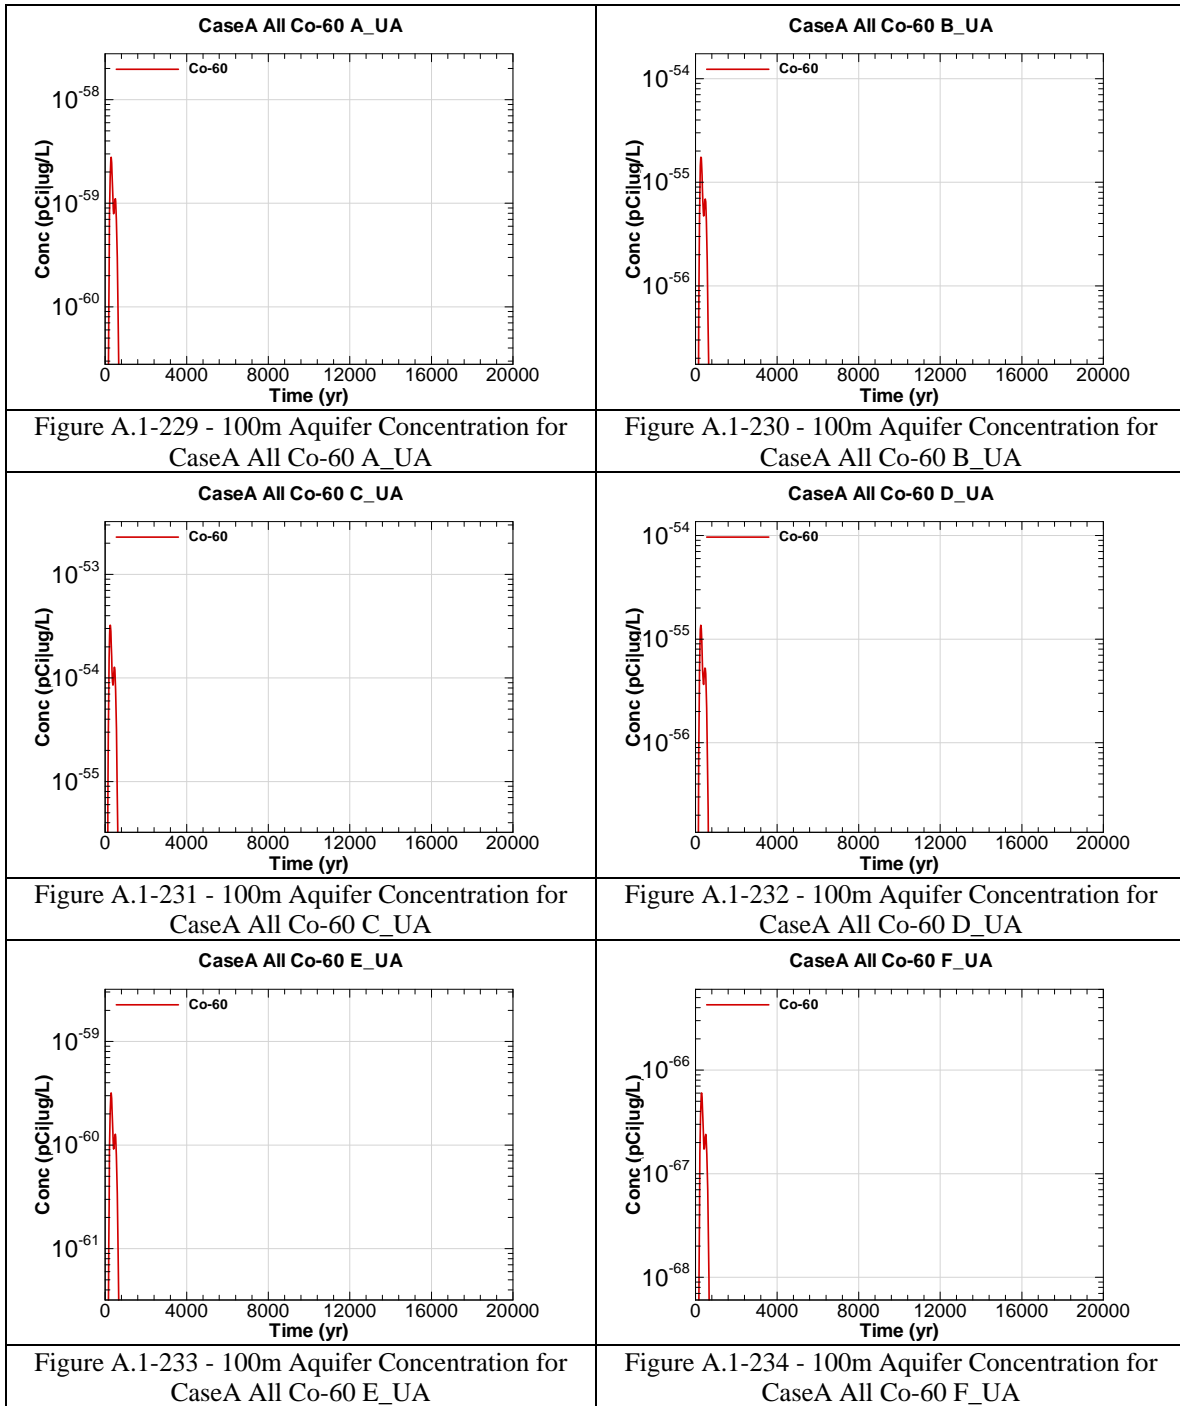 CaseA All Co-60 A_UA
Co-60
10-58
10-59
10-60
Conc (pCi|ug/L)
0 4000 8000 12000 16000 20000
Time (yr)
Figure A.1-229 - 100m Aquifer Concentration for
CaseA All Co-60 A_UA
CaseA All Co-60 B_UA
Co-60
10-54
10-55
10-56
Conc (pCi|ug/L)
0 4000 8000 12000 16000 20000
Time (yr)
Figure A.1-230 - 100m Aquifer Concentration for
CaseA All Co-60 B_UA
CaseA All Co-60 C_UA
Co-60
10-53
10-54
10-55
Conc (pCi|ug/L)
0 4000 8000 12000 16000 20000
Time (yr)
Figure A.1-231 - 100m Aquifer Concentration for
CaseA All Co-60 C_UA
CaseA All Co-60 D_UA
Co-60
10-54
10-55
10-56
Conc (pCi|ug/L)
0 4000 8000 12000 16000 20000
Time (yr)
Figure A.1-232 - 100m Aquifer Concentration for
CaseA All Co-60 D_UA
CaseA All Co-60 E_UA
Co-60
10-59
10-60
10-61
Conc (pCi|ug/L)
0 4000 8000 12000 16000 20000
Time (yr)
Figure A.1-233 - 100m Aquifer Concentration for
CaseA All Co-60 E_UA
CaseA All Co-60 F_UA
Co-60
10-66
10-67
10-68
Conc (pCi|ug/L)
0 4000 8000 12000 16000 20000
Time (yr)
Figure A.1-234 - 100m Aquifer Concentration for
CaseA All Co-60 F_UA